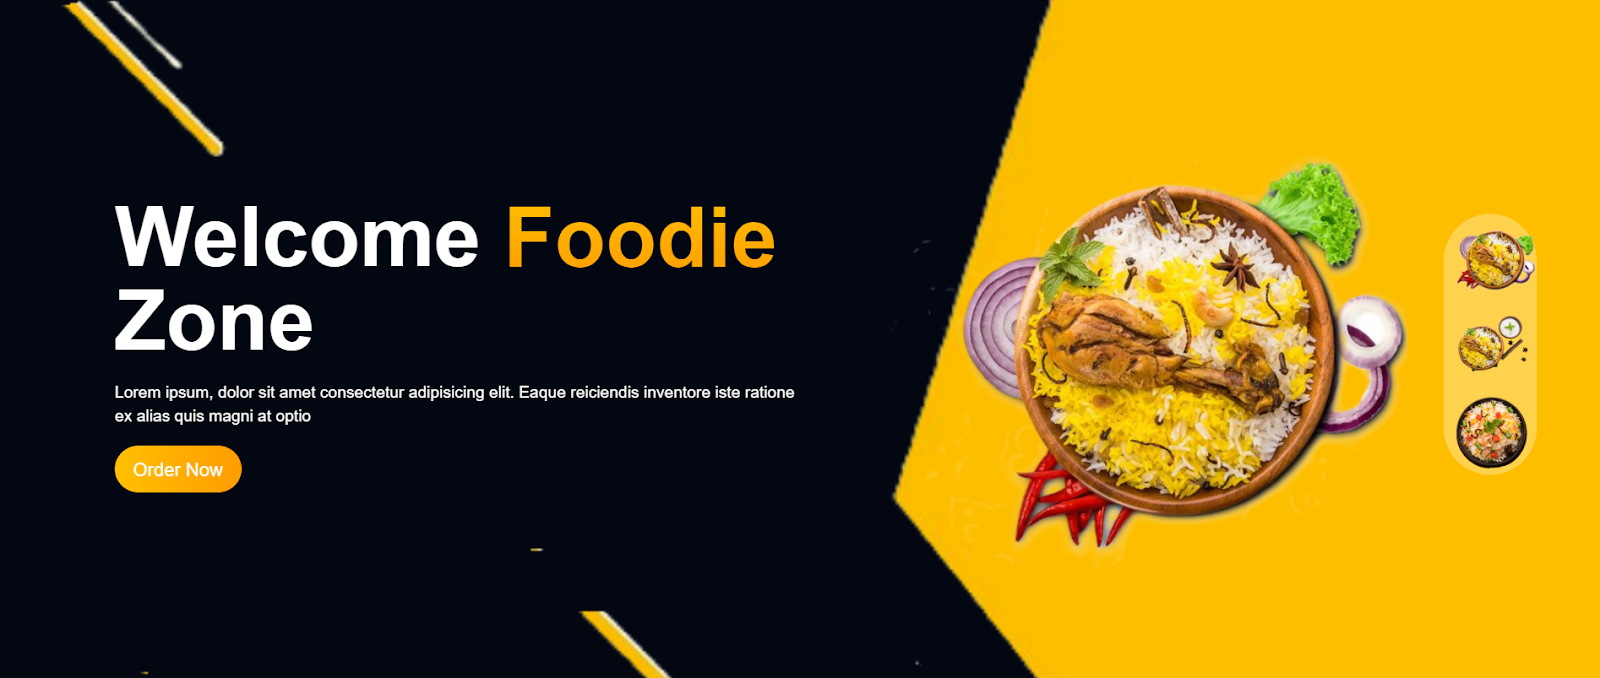 Welcome Foodie
Zone
Lorem ipsum, dolor sit amet consectetur adipisicing elit. Eaque reiciendis inventore iste ratione
ex alias quis magni at optio
Order Now